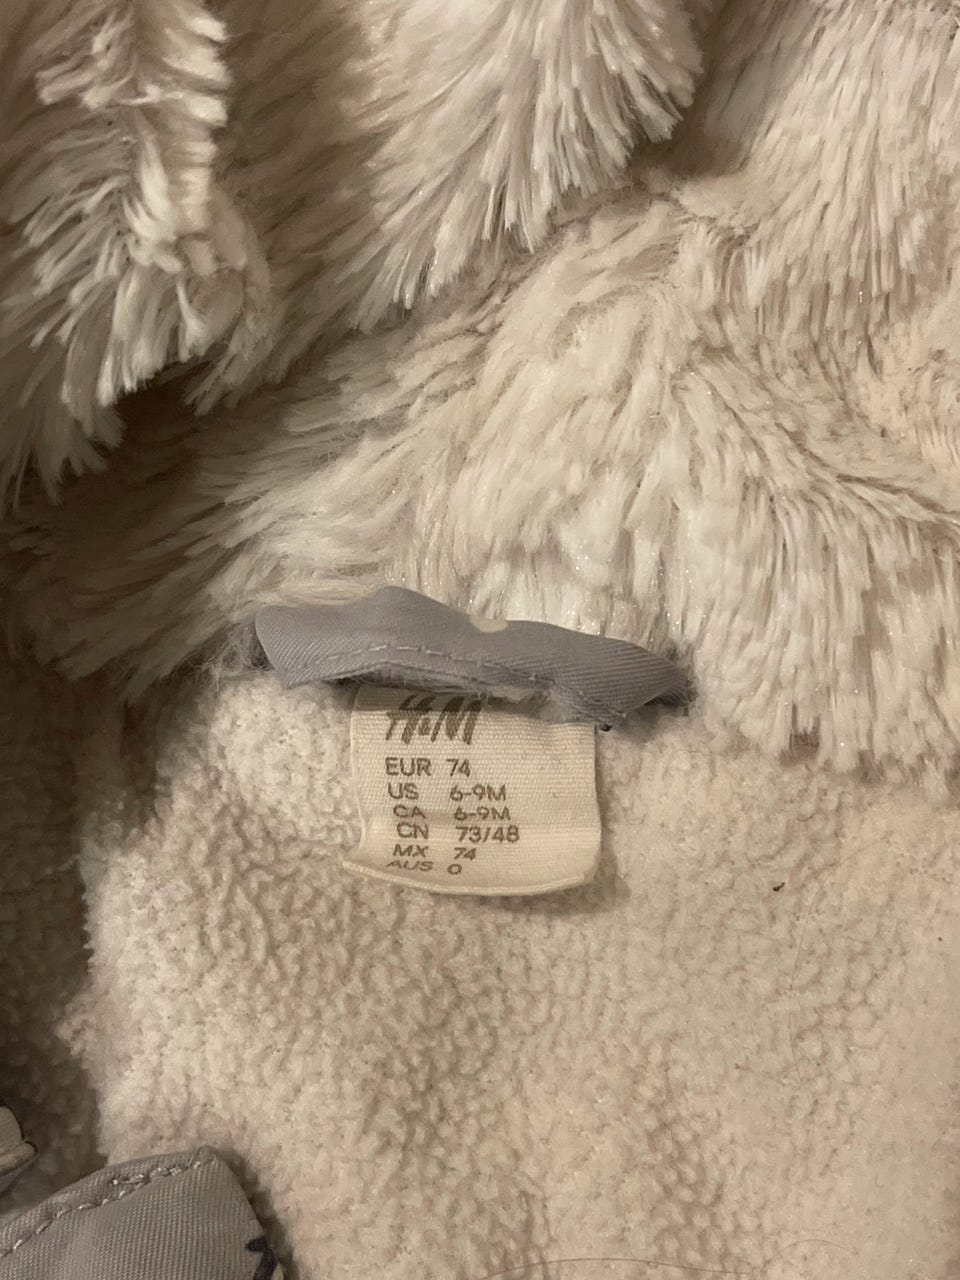 H&M
EUR 74
US 6-9M
CA 6-9M
CN 73/48
MX 74
AUS 0